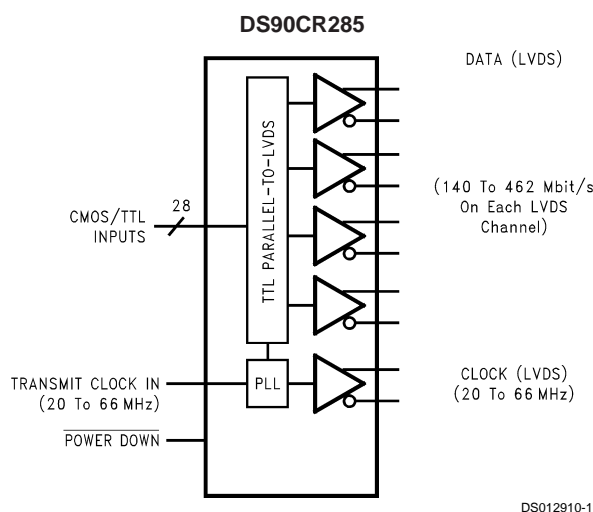 DS90CR285
DATA (LVDS)
TTL PARALLEL-TO-LVDS
(140 To 462 Mbit/s
On Each LVDS
Channel)
28
CMOS/TTL
INPUTS
TRANSMIT CLOCK IN
(20 To 66 MHz)
PLL
CLOCK (LVDS)
(20 To 66 MHz)
POWER DOWN
DS012910-1